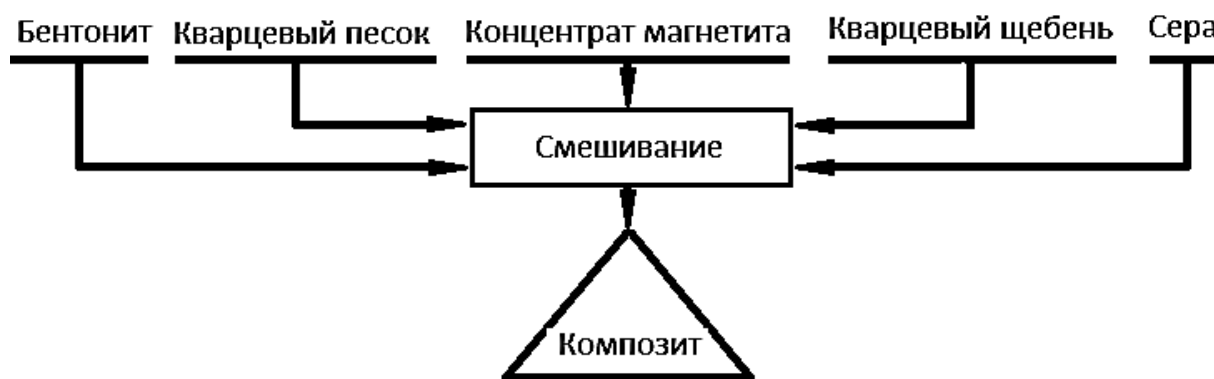 Бентонит Кварцевый песок Концентрат магнетита Кварцевый щебень Сера
Смешивание
Композит